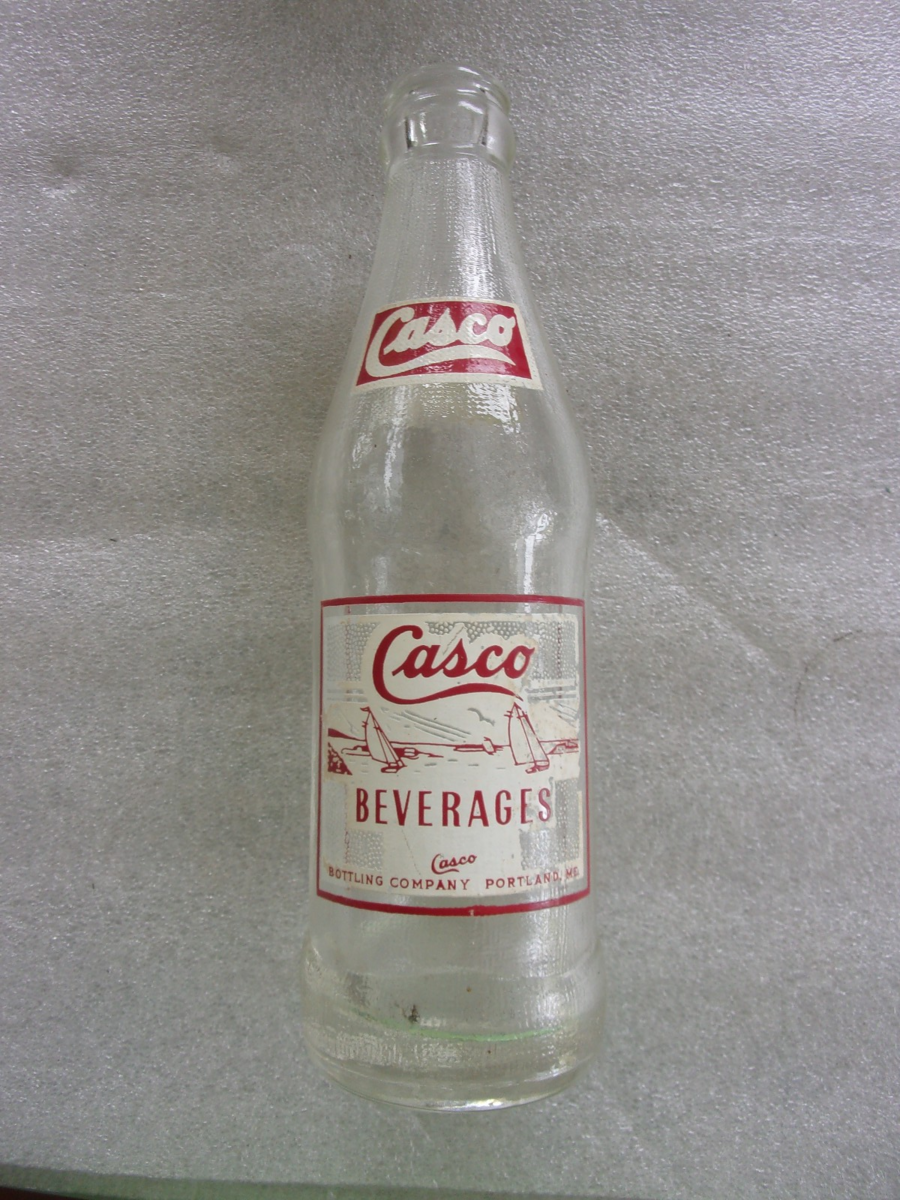 Casco
Casco
BEVERAGES
Casco
BOTTLING COMPANY PORTLAND, ME.